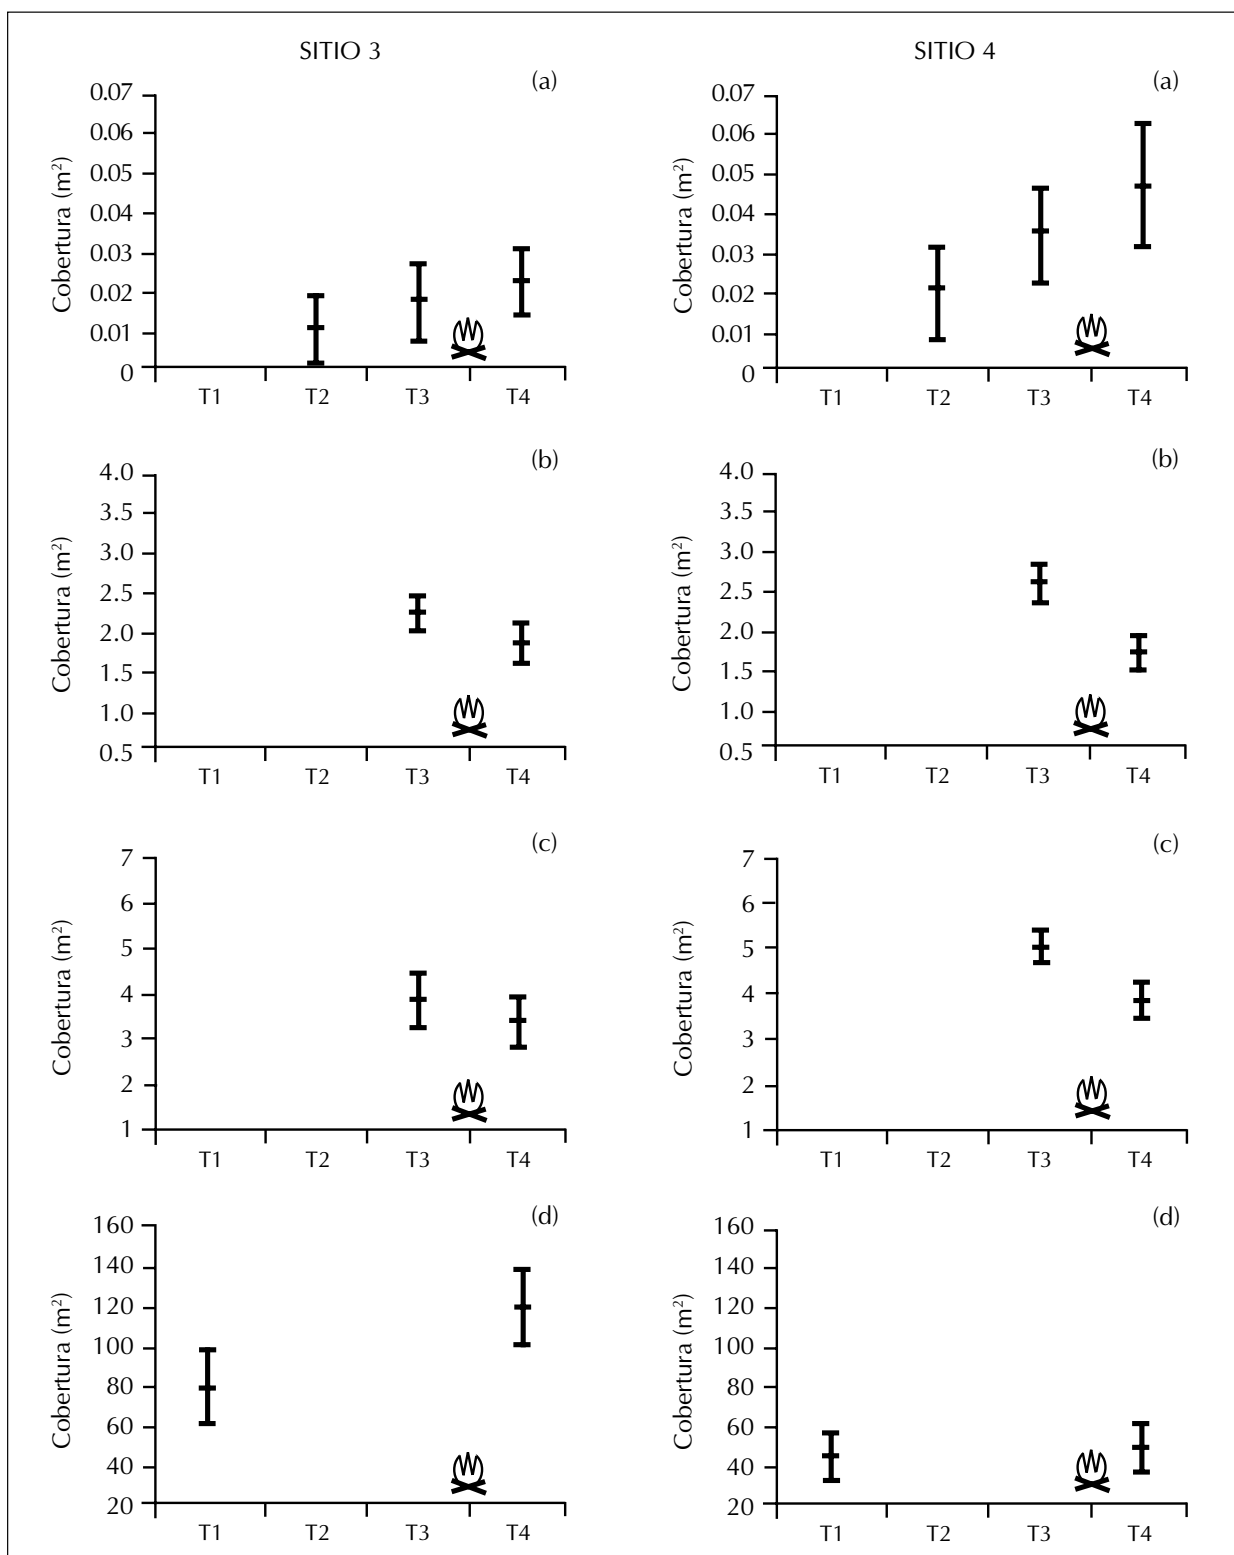 SITIO 3
SITIO 4
(a)
Cobertura (m²)
0.07
0.06
0.05
0.04
0.03
0.02
0.01
0
T1 T2 T3 T4
(a)
Cobertura (m²)
0.07
0.06
0.05
0.04
0.03
0.02
0.01
0
T1 T2 T3 T4
(b)
Cobertura (m²)
4.0
3.5
3.0
2.5
2.0
1.5
1.0
0.5
T1 T2 T3 T4
(b)
Cobertura (m²)
4.0
3.5
3.0
2.5
2.0
1.5
1.0
0.5
T1 T2 T3 T4
(c)
Cobertura (m²)
7
6
5
4
3
2
1
T1 T2 T3 T4
(c)
Cobertura (m²)
7
6
5
4
3
2
1
T1 T2 T3 T4
(d)
Cobertura (m²)
160
140
120
100
80
60
40
20
T1 T2 T3 T4
(d)
Cobertura (m²)
160
140
120
100
80
60
40
20
T1 T2 T3 T4